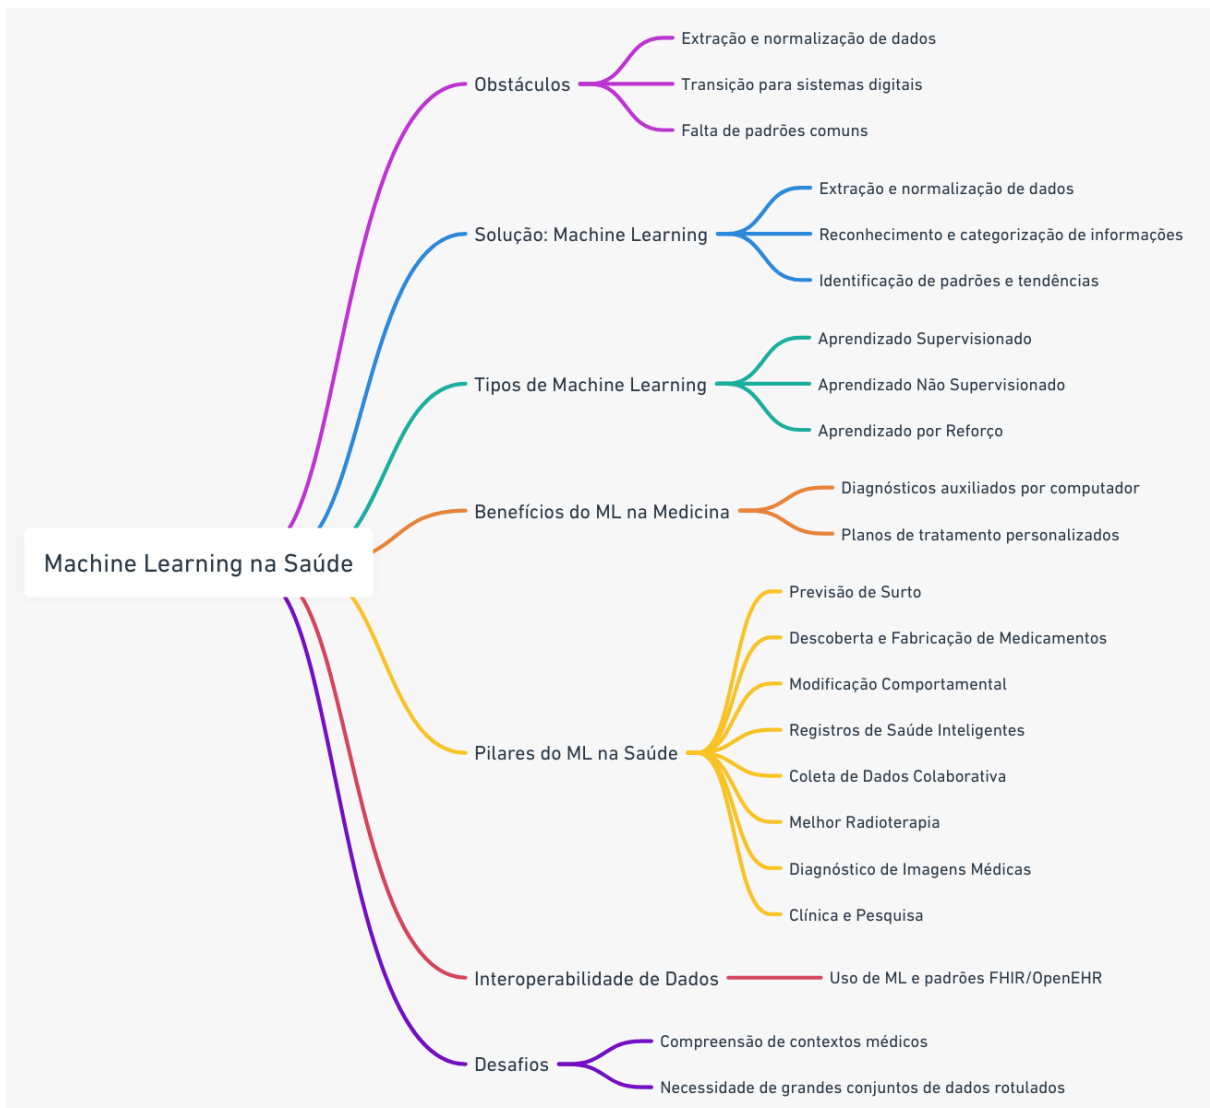 Machine Learning na Saúde
Obstáculos
Extração e normalização de dados
Transição para sistemas digitais
Falta de padrões comuns
Solução: Machine Learning
Extração e normalização de dados
Reconhecimento e categorização de informações
Identificação de padrões e tendências
Tipos de Machine Learning
Aprendizado Supervisionado
Aprendizado Não Supervisionado
Aprendizado por Reforço
Benefícios do ML na Medicina
Diagnósticos auxiliados por computador
Planos de tratamento personalizados
Pilares do ML na Saúde
Previsão de Surto
Descoberta e Fabricação de Medicamentos
Modificação Comportamental
Registros de Saúde Inteligentes
Coleta de Dados Colaborativa
Melhor Radioterapia
Diagnóstico de Imagens Médicas
Clínica e Pesquisa
Interoperabilidade de Dados
Uso de ML e padrões FHIR/OpenEHR
Desafios
Compreensão de contextos médicos
Necessidade de grandes conjuntos de dados rotulados